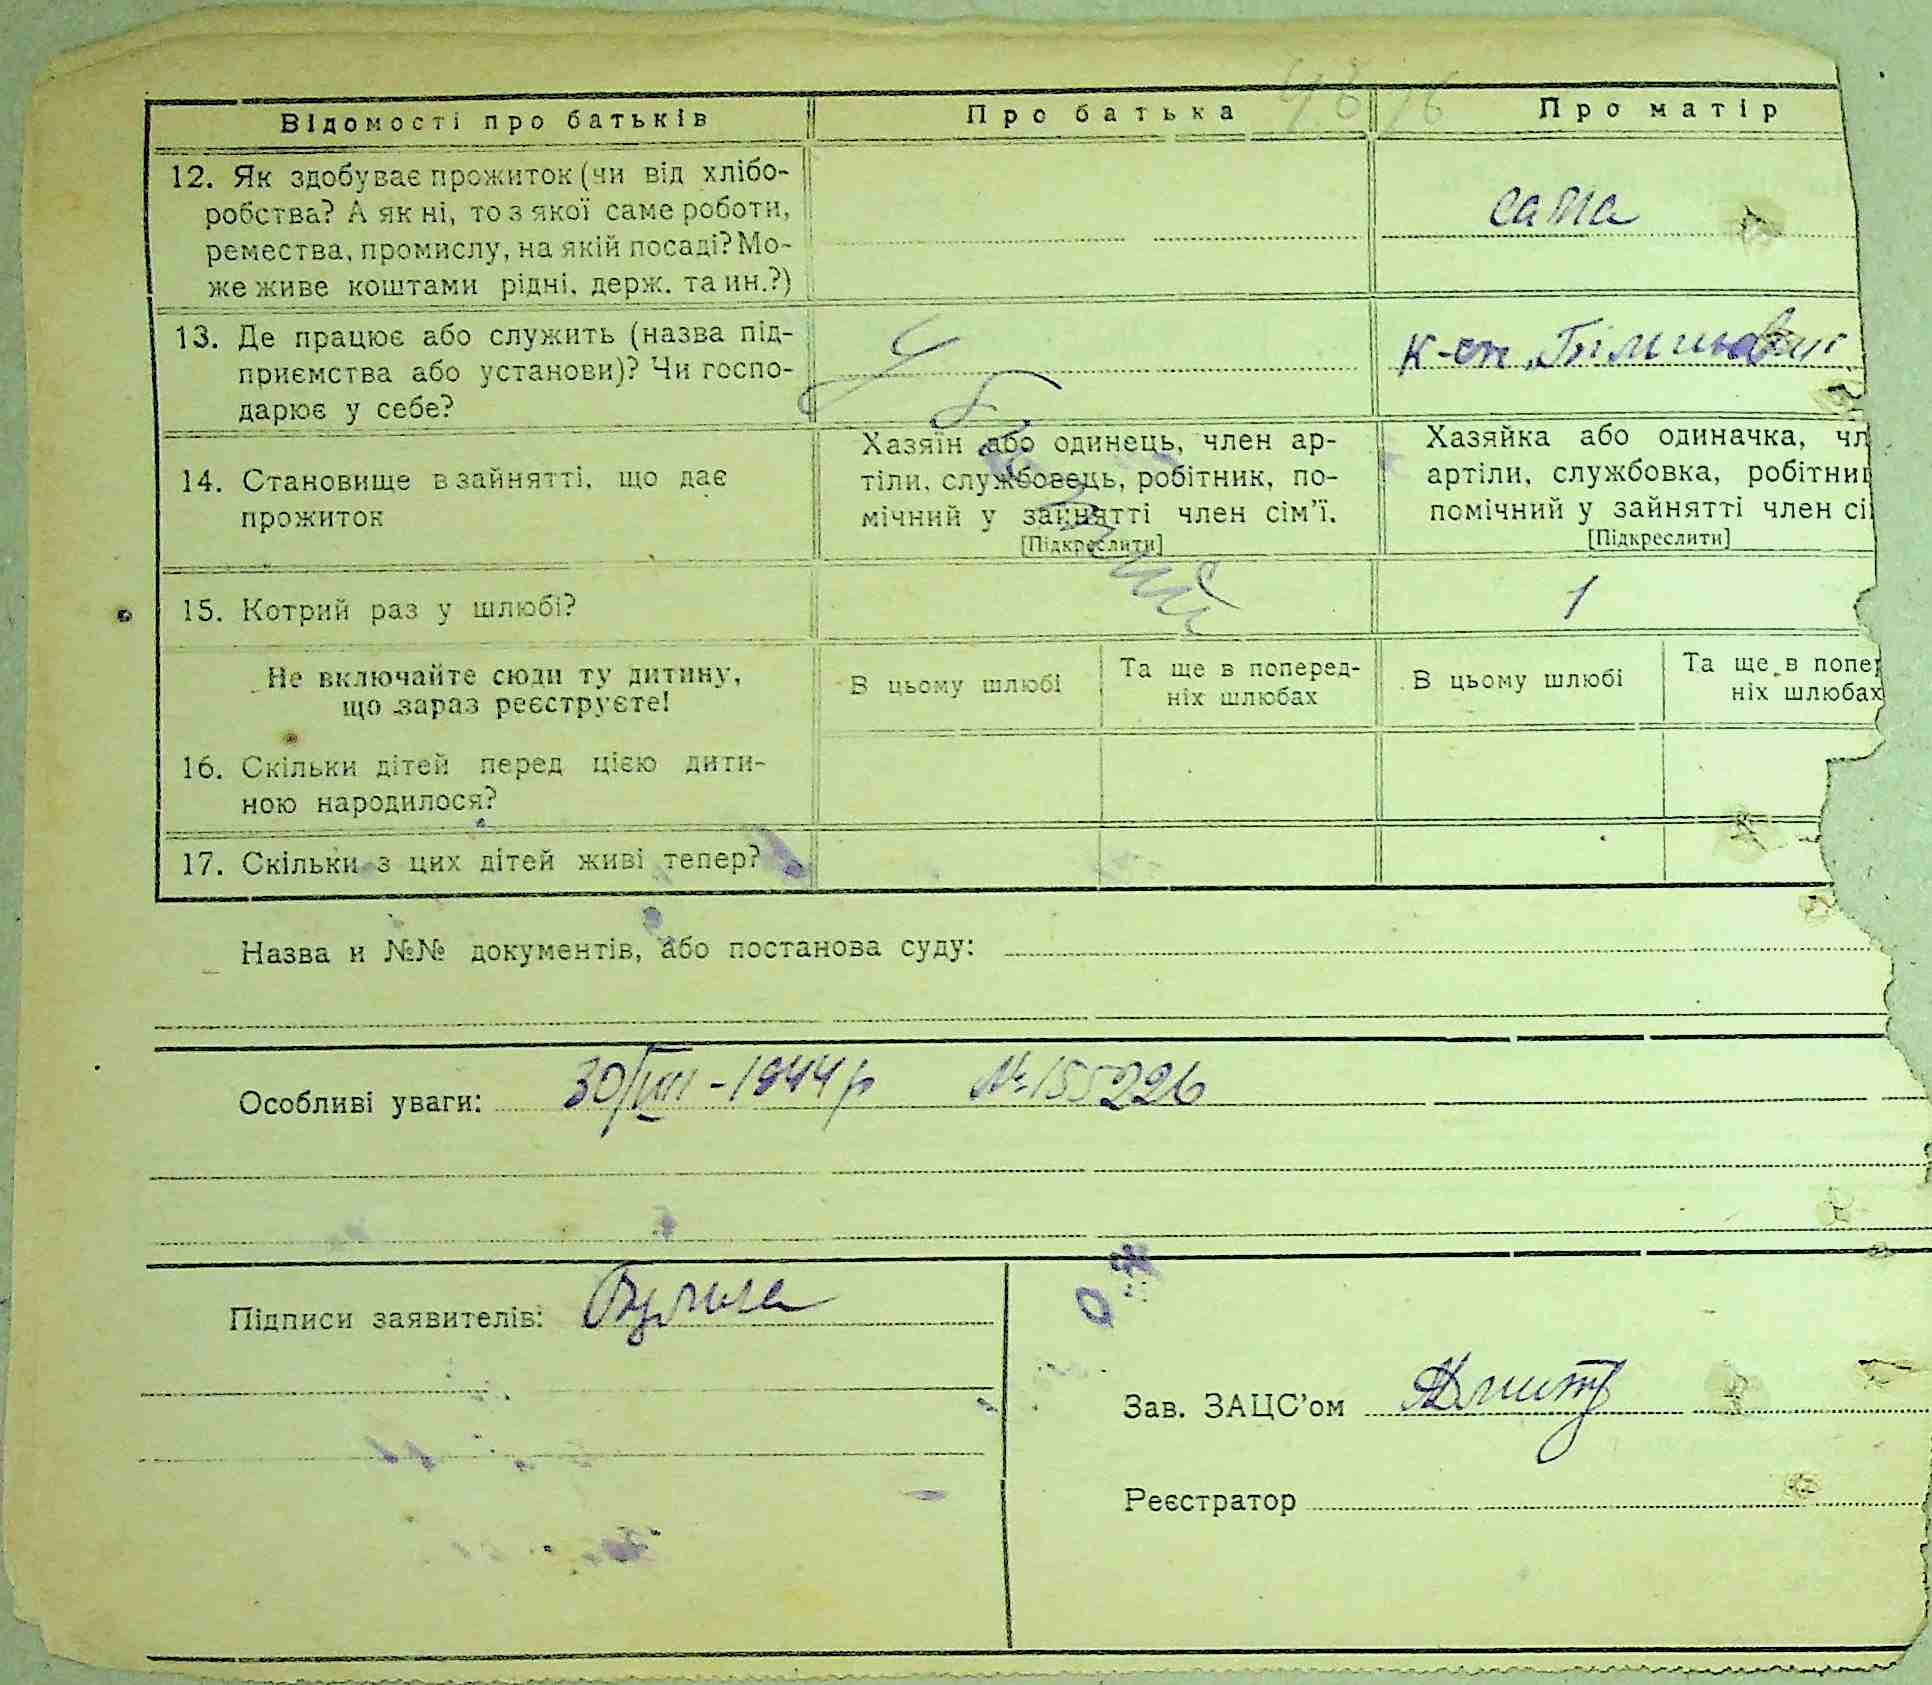 Відомості про батьків
Про батька
Про матір
12. Як здобуває прожиток (чи від хлібо-
робства? А як ні, то з якої саме роботи,
ремества, промислу, на якій посаді? Мо-
же живе коштами рідні, держ. та ин.?)
сама
13. Де працює або служить (назва під-
приємства або установи)? Чи госпо-
дарює у себе?
к-сп
14. Становище в зайнятті, що дає
прожиток
Хазяїн або одинець, член ар-
тіли, службовець, робітник, по-
мічний у зайнятті член сім'ї.
[Підкреслити]
Хазяйка або одиначка, чл
артіли, службовка, робітниц
помічний у зайнятті член сі
[Підкреслити]
Убитий
15. Котрий раз у шлюбі?
1
Не включайте сюди ту дитину,
що зараз реєструєте!
В цьому шлюбі
Та ще в поперед-
ніх шлюбах
В цьому шлюбі
Та ще в попер
ніх шлюбах
16. Скільки дітей перед цією дити-
ною народилося?
17. Скільки з цих дітей живі тепер?
Назва и №№ документів, або постанова суду:
Особливі уваги: 30/VIII-1944 р №155226
Підписи заявителів:
Зав. ЗАЦС'ом
Реєстратор